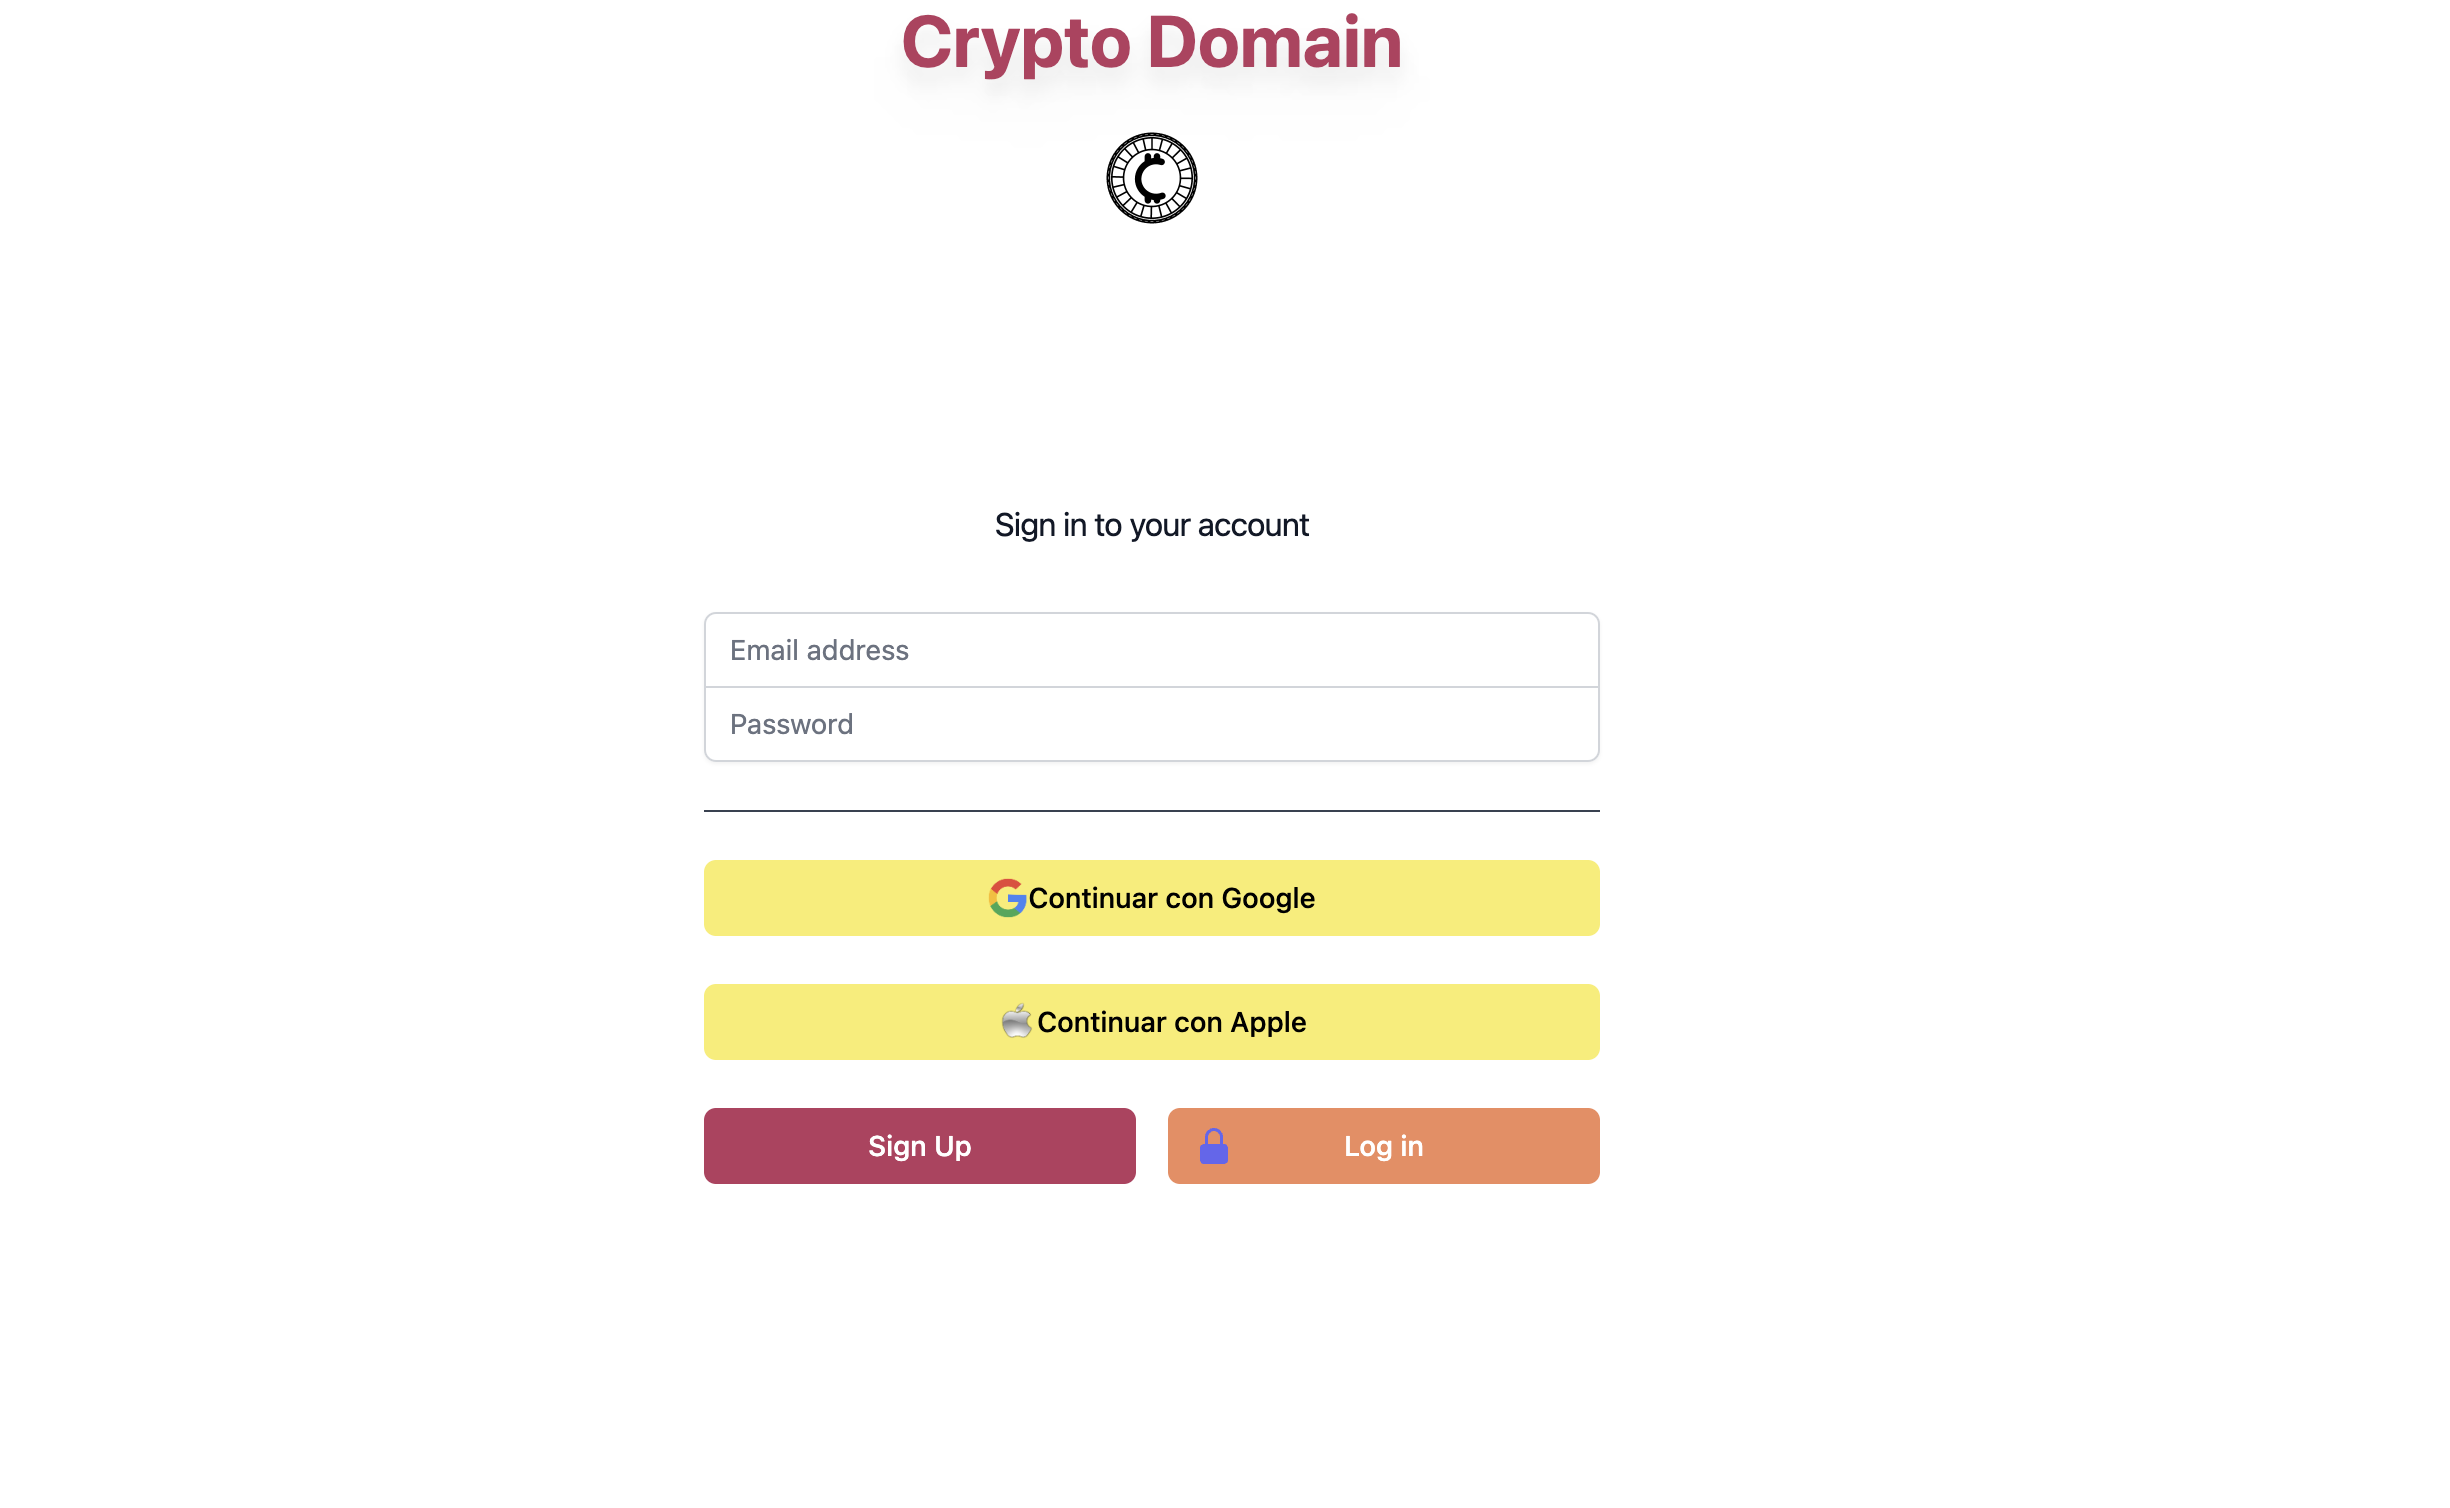 Crypto Domain
Sign in to your account
Email address
Password
Continuar con Google
Continuar con Apple
Sign Up
Log in